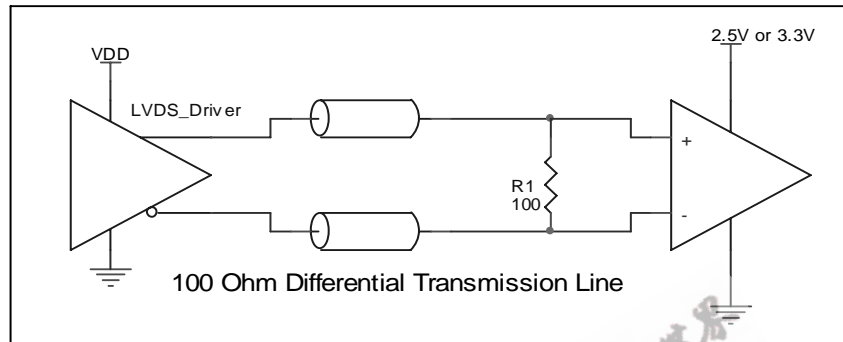 VDD
2.5V or 3.3V
LVDS_Driver
+
R1
100
-
100 Ohm Differential Transmission Line